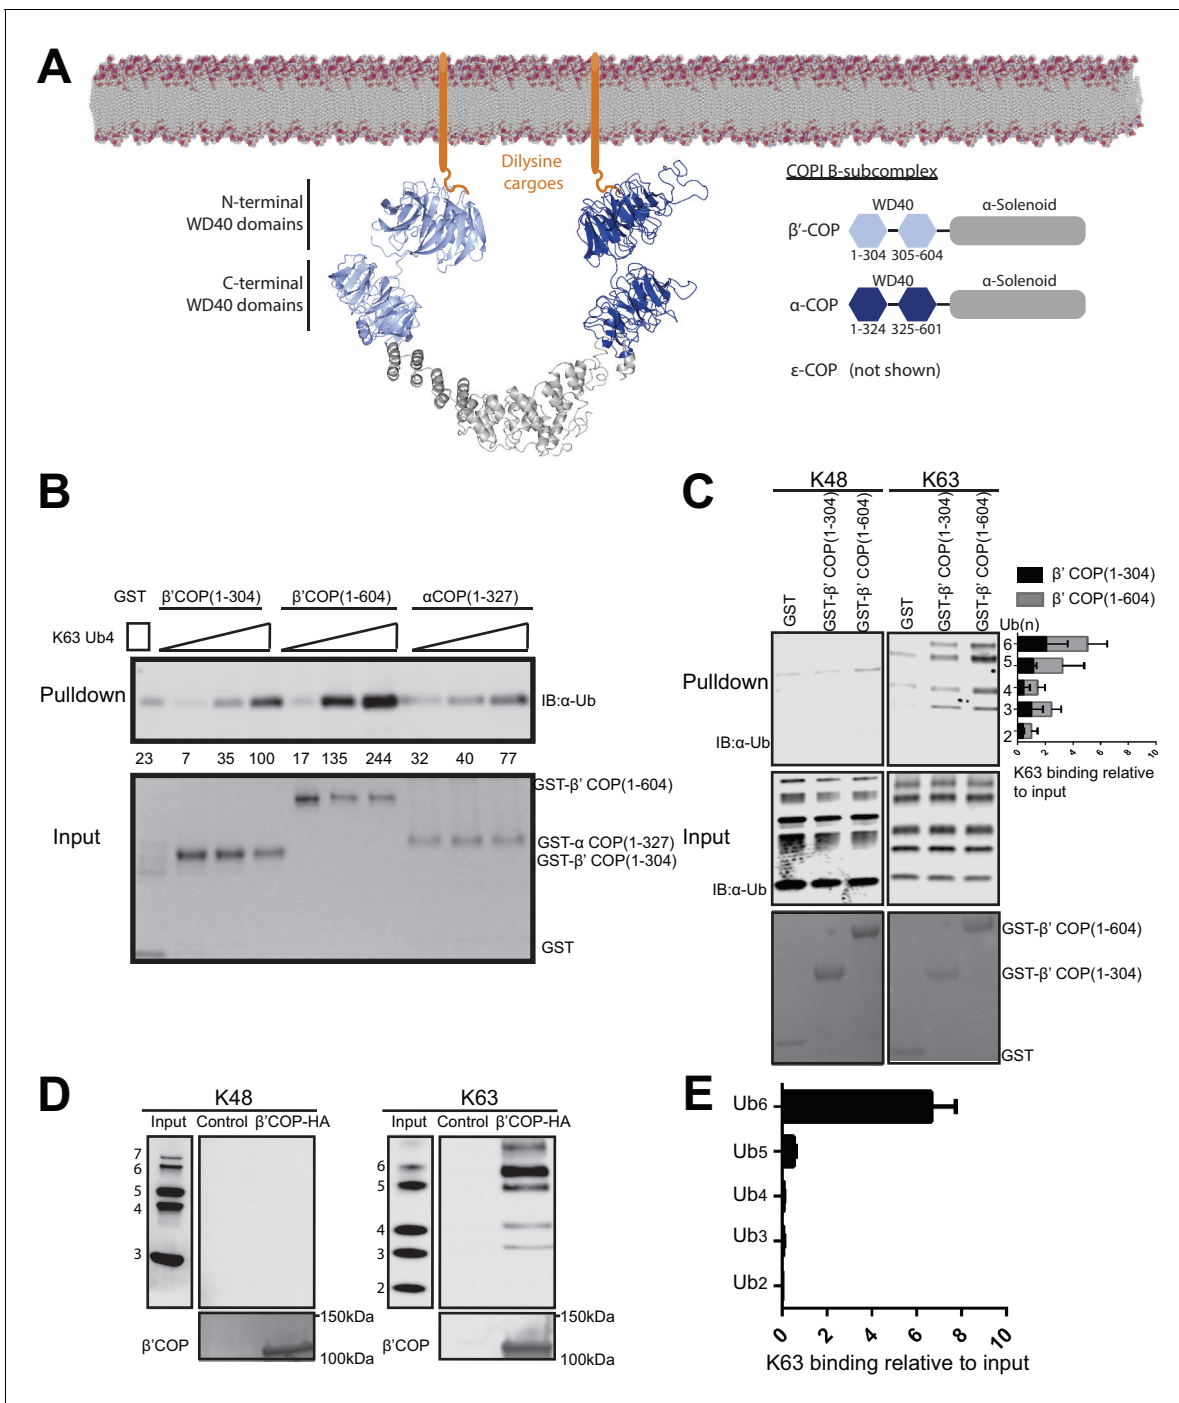 A
Dilysine
cargoes
N-terminal
WD40 domains
C-terminal
WD40 domains
COPI B-subcomplex
WD40
α-Solenoid
β'-COP
1-304
305-604
WD40
α-Solenoid
α-COP
1-324
325-601
ε-COP (not shown)
B
GST
β'COP(1-304)
β'COP(1-604)
αCOP(1-327)
K63 Ub4
Pulldown
IB:α-Ub
23 7 35 100 17 135 244 32 40 77
Input
GST-β' COP(1-604)
GST-α COP(1-327)
GST-β' COP(1-304)
GST
C
K48
K63
GST
GST-β' COP(1-304)
GST-β' COP(1-604)
GST
GST-β' COP(1-304)
GST-β' COP(1-604)
β' COP(1-304)
β' COP(1-604)
Ub(n)
6
5
4
3
2
0 2 4 6 8 10
K63 binding relative
to input
Pulldown
IB:α-Ub
Input
IB:α-Ub
GST-β' COP(1-604)
GST-β' COP(1-304)
GST
D
K48
Input Control β'COP-HA
7
6
5
4
3
150kDa
β'COP
100kDa
K63
Input Control β'COP-HA
6
5
4
3
2
150kDa
β'COP
100kDa
E
Ub6
Ub5
Ub4
Ub3
Ub2
0 2 4 6 8 10
K63 binding relative to input